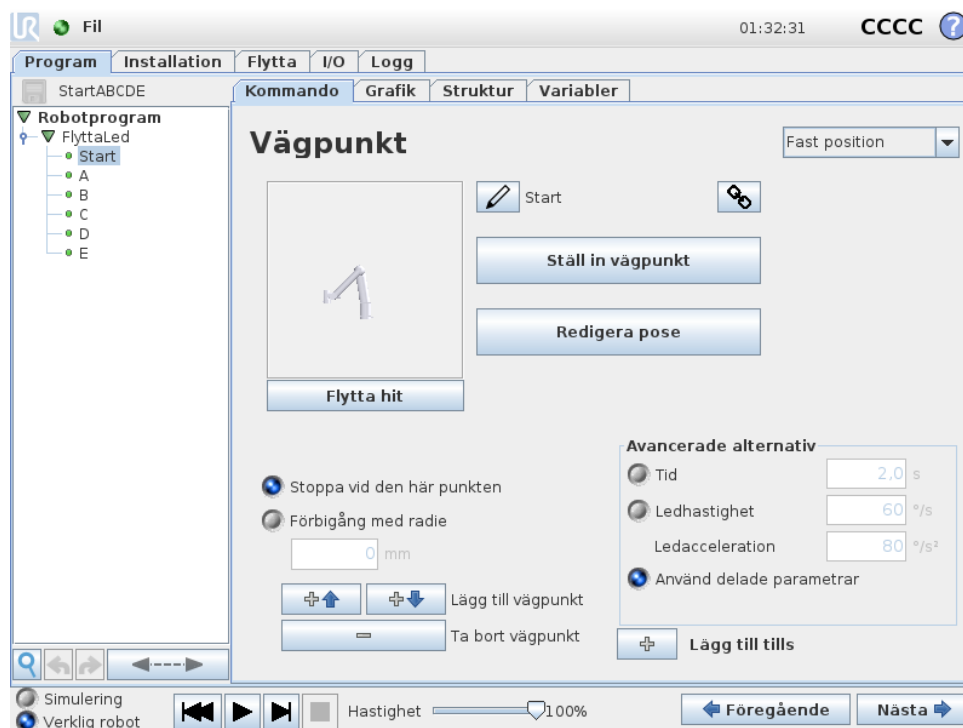 UR Fil 01:32:31 CCCC ?
Program Installation Flytta I/O Logg
StartABCDE
Kommando Grafik Struktur Variabler
Robotprogram
FlyttaLed
Start
A
B
C
D
E
Vägpunkt
Fast position
Start
Ställ in vägpunkt
Redigera pose
Flytta hit
Stoppa vid den här punkten
Förbigång med radie
0 mm
Lägg till vägpunkt
Ta bort vägpunkt
Avancerade alternativ
Tid 2,0 s
Ledhastighet 60 °/s
Ledacceleration 80 °/s²
Använd delade parametrar
Lägg till tills
Simulering
Verklig robot
Hastighet 100%
Föregående
Nästa